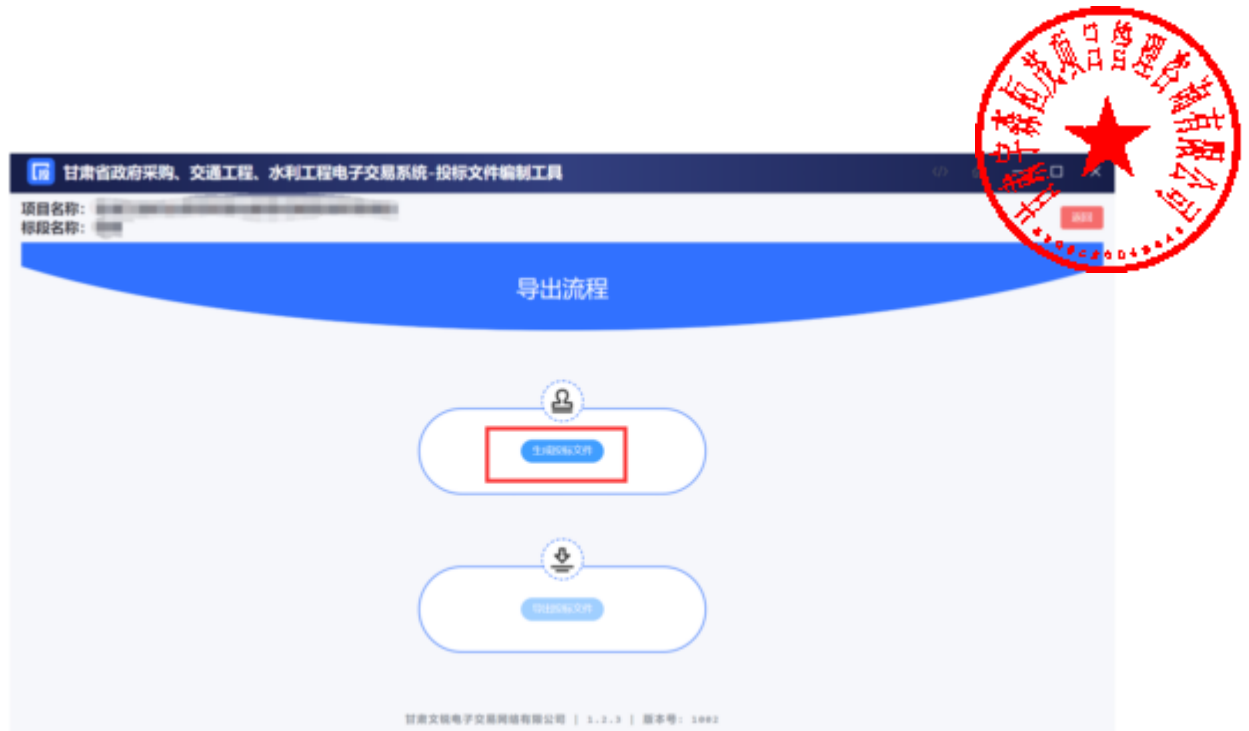 甘肃省政府采购、交通工程、水利工程电子交易系统-投标文件编制工具
项目名称：
标段名称：
返回
导出流程
生成投标文件
导出投标文件
甘肃文锐电子交易网络有限公司 | 1.2.3 | 版本号: 1002